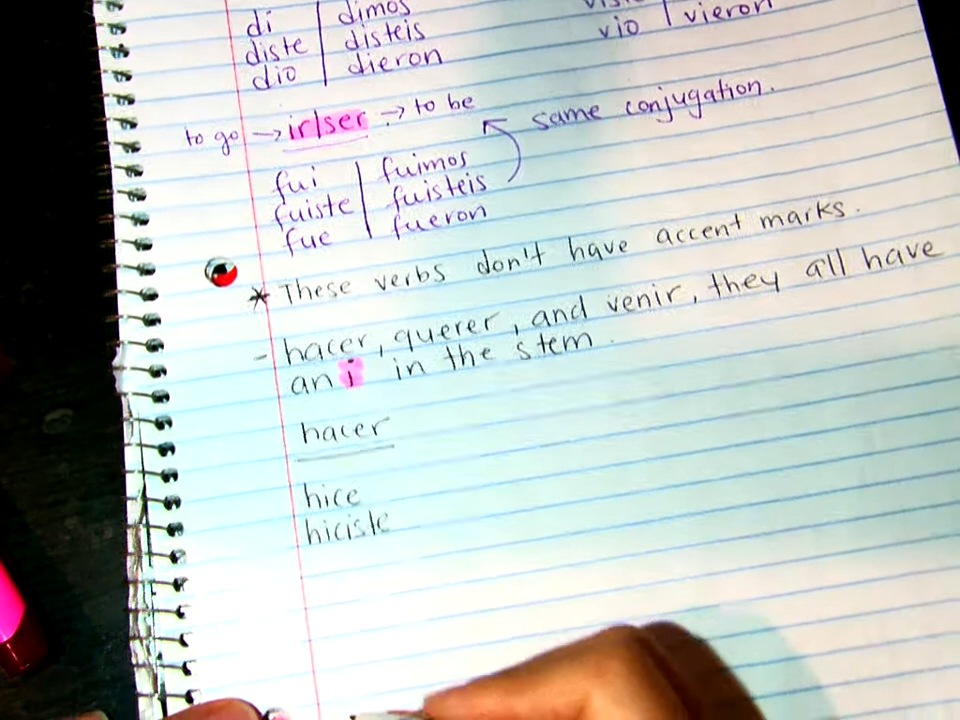 di | dimos
vio | vieron
diste | disteis
dio | dieron
to go → ir/ser → to be
same conjugation.
fui | fuimos
fuiste | fuisteis
fue | fueron
* These verbs don't have accent marks.
- hacer, querer, and venir, they all have
an i in the stem.
hacer
hice
hiciste